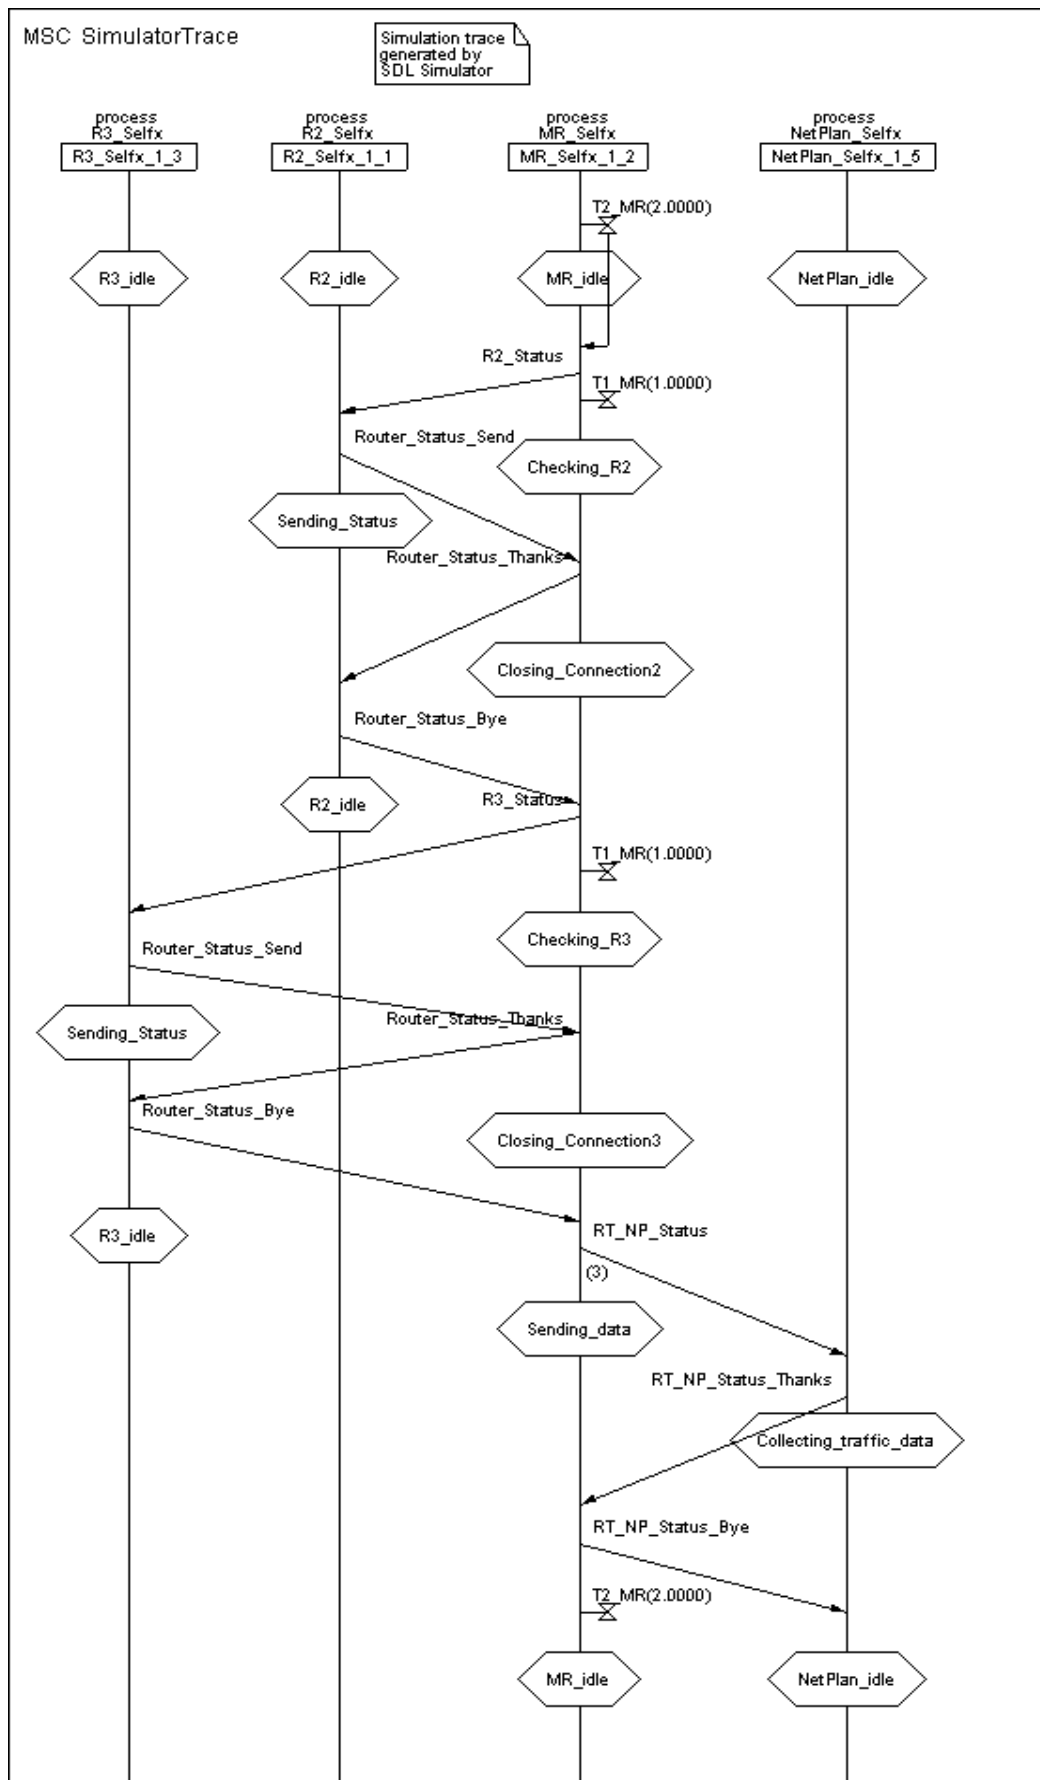 MSC SimulatorTrace
Simulation trace
generated by
SDL Simulator
process
R3_Selfx
R3_Selfx_1_3
process
R2_Selfx
R2_Selfx_1_1
process
MR_Selfx
MR_Selfx_1_2
process
NetPlan_Selfx
NetPlan_Selfx_1_5
T2_MR(2.0000)
R3_idle
R2_idle
MR_idle
NetPlan_idle
R2_Status
T1_MR(1.0000)
Router_Status_Send
Checking_R2
Sending_Status
Router_Status_Thanks
Closing_Connection2
Router_Status_Bye
R2_idle
R3_Status
T1_MR(1.0000)
Checking_R3
Router_Status_Send
Router_Status_Thanks
Sending_Status
Router_Status_Bye
Closing_Connection3
R3_idle
RT_NP_Status
(3)
Sending_data
RT_NP_Status_Thanks
Collecting_traffic_data
RT_NP_Status_Bye
T2_MR(2.0000)
MR_idle
NetPlan_idle